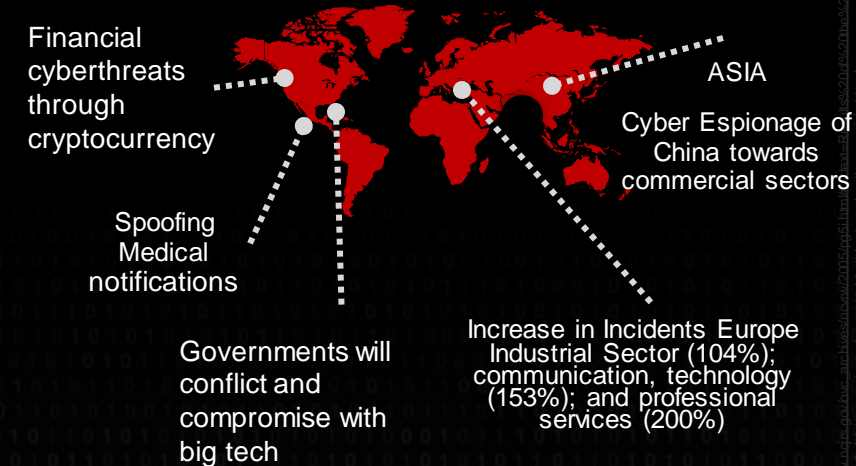 Financial
cyberthreats
through
cryptocurrency
ASIA
Cyber Espionage of
China towards
commercial sectors
Spoofing
Medical
notifications
Governments will
conflict and
compromise with
big tech
Increase in Incidents Europe
Industrial Sector (104%);
communication, technology
(153%); and professional
services (200%)